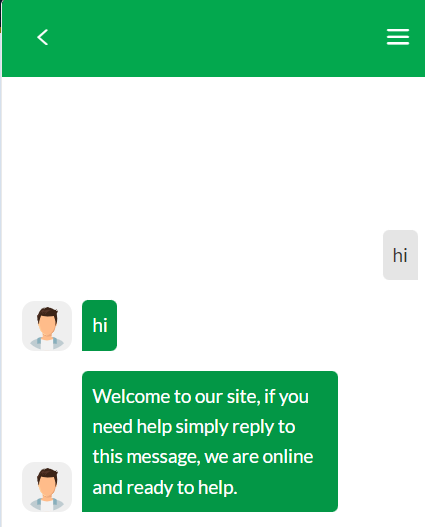 hi
hi
Welcome to our site, if you
need help simply reply to
this message, we are online
and ready to help.